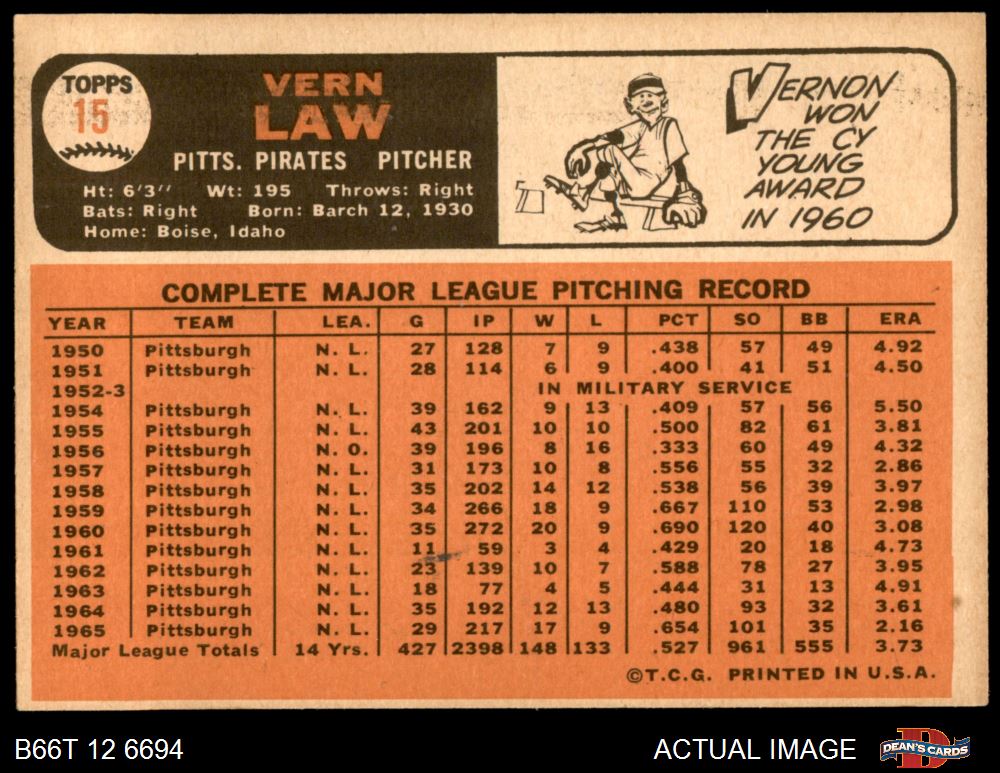 TOPPS
15
VERN
LAW
PITTS. PIRATES PITCHER
Ht: 6'3" Wt: 195 Throws: Right
Bats: Right Born: Barch 12, 1930
Home: Boise, Idaho
VERNON
WON
THE CY
YOUNG
AWARD
IN 1960
COMPLETE MAJOR LEAGUE PITCHING RECORD
YEAR TEAM LEA. G IP W L PCT SO BB ERA
1950 Pittsburgh N. L. 27 128 7 9 .438 57 49 4.92
1951 Pittsburgh N. L. 28 114 6 9 .400 41 51 4.50
1952-3 IN MILITARY SERVICE
1954 Pittsburgh N. L. 39 162 9 13 .409 57 56 5.50
1955 Pittsburgh N. L. 43 201 10 10 .500 82 61 3.81
1956 Pittsburgh N. O. 39 196 8 16 .333 60 49 4.32
1957 Pittsburgh N. L. 31 173 10 8 .556 55 32 2.86
1958 Pittsburgh N. L. 35 202 14 12 .538 56 39 3.97
1959 Pittsburgh N. L. 34 266 18 9 .667 110 53 2.98
1960 Pittsburgh N. L. 35 272 20 9 .690 120 40 3.08
1961 Pittsburgh N. L. 11 59 3 4 .429 20 18 4.73
1962 Pittsburgh N. L. 23 139 10 7 .588 78 27 3.95
1963 Pittsburgh N. L. 18 77 4 5 .444 31 13 4.91
1964 Pittsburgh N. L. 35 192 12 13 .480 93 32 3.61
1965 Pittsburgh N. L. 29 217 17 9 .654 101 35 2.16
Major League Totals 14 Yrs. 427 2398 148 133 .527 961 555 3.73
©T.C.G. PRINTED IN U.S.A.
B66T 12 6694 ACTUAL IMAGE DEAN'S CARDS